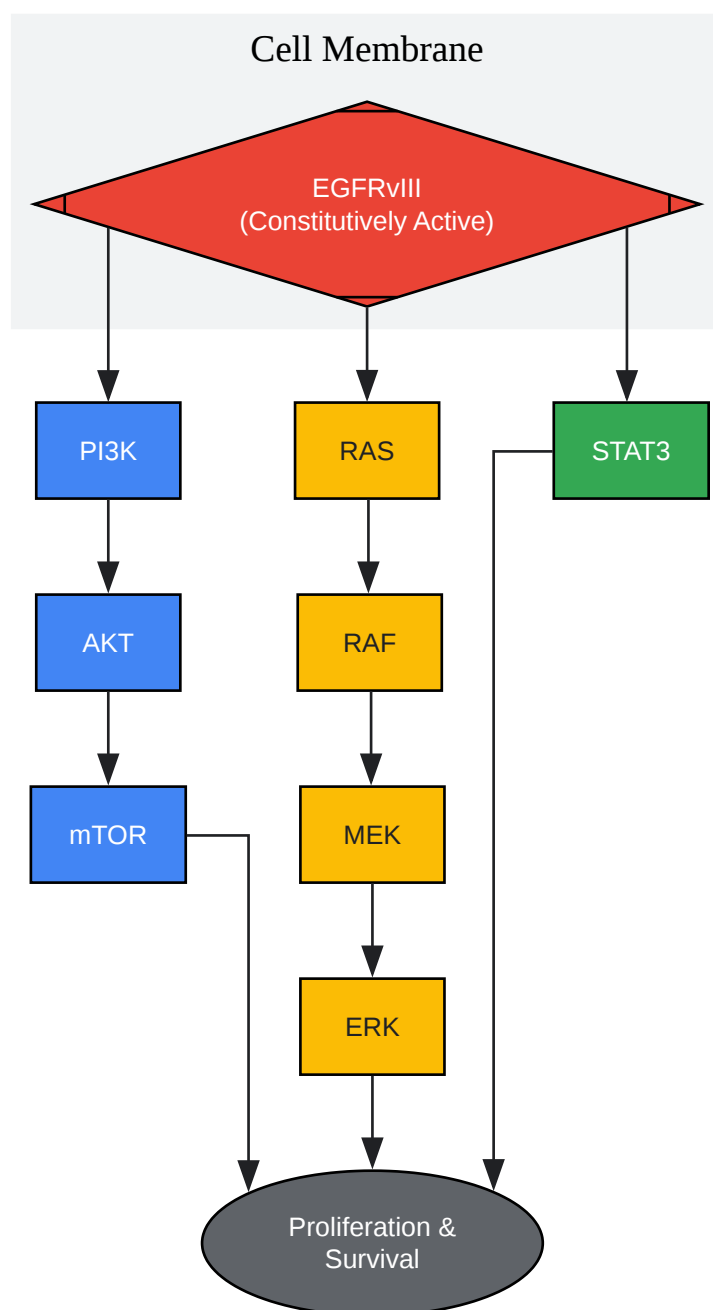 Cell Membrane
EGFRvIII
(Constitutively Active)
PI3K
RAS
STAT3
AKT
RAF
mTOR
MEK
ERK
Proliferation &
Survival